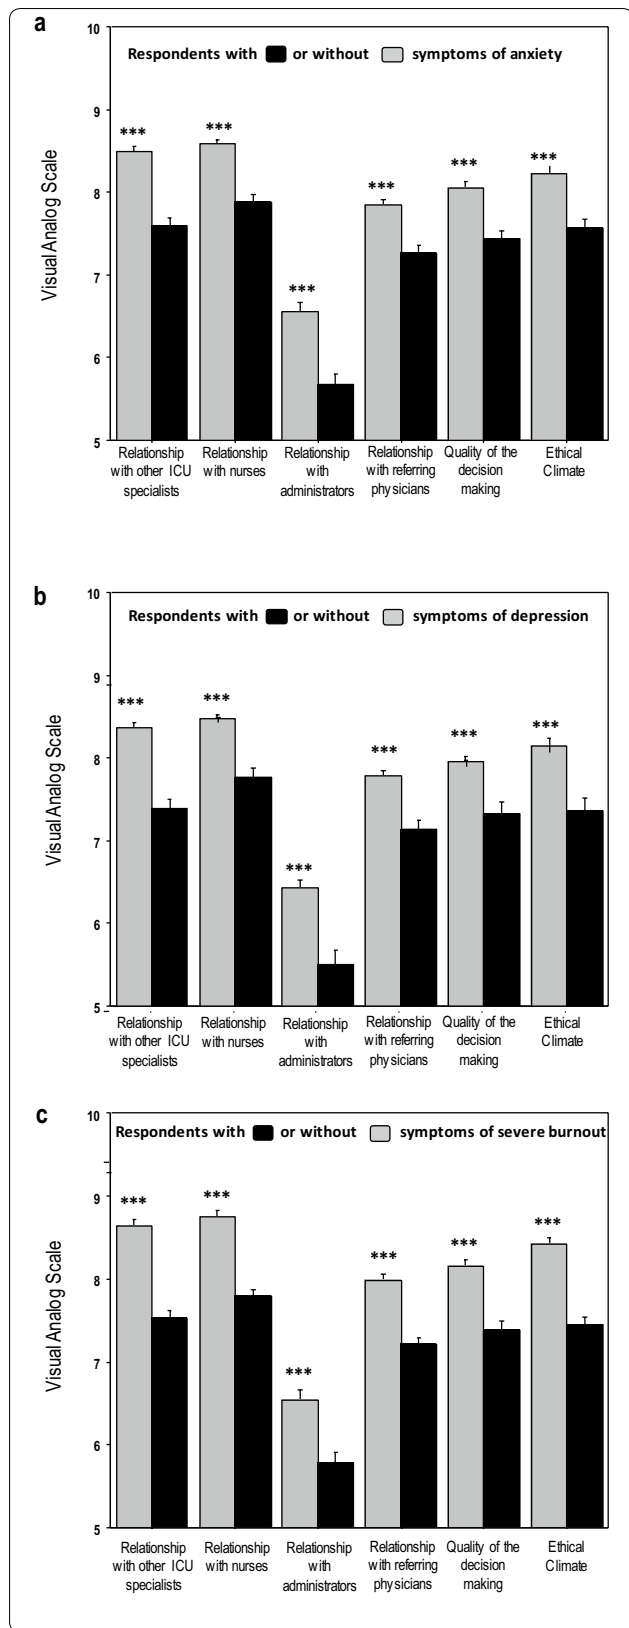 a
Respondents with or without symptoms of anxiety
Visual Analog Scale
10
9
8
7
6
5
***
***
***
***
***
***
Relationship with other ICU specialists
Relationship with nurses
Relationship with administrators
Relationship with referring physicians
Quality of the decision making
Ethical Climate
b
Respondents with or without symptoms of depression
Visual Analog Scale
10
9
8
7
6
5
***
***
***
***
***
***
Relationship with other ICU specialists
Relationship with nurses
Relationship with administrators
Relationship with referring physicians
Quality of the decision making
Ethical Climate
c
Respondents with or without symptoms of severe burnout
Visual Analog Scale
10
9
8
7
6
5
***
***
***
***
***
***
Relationship with other ICU specialists
Relationship with nurses
Relationship with administrators
Relationship with referring physicians
Quality of the decision making
Ethical Climate